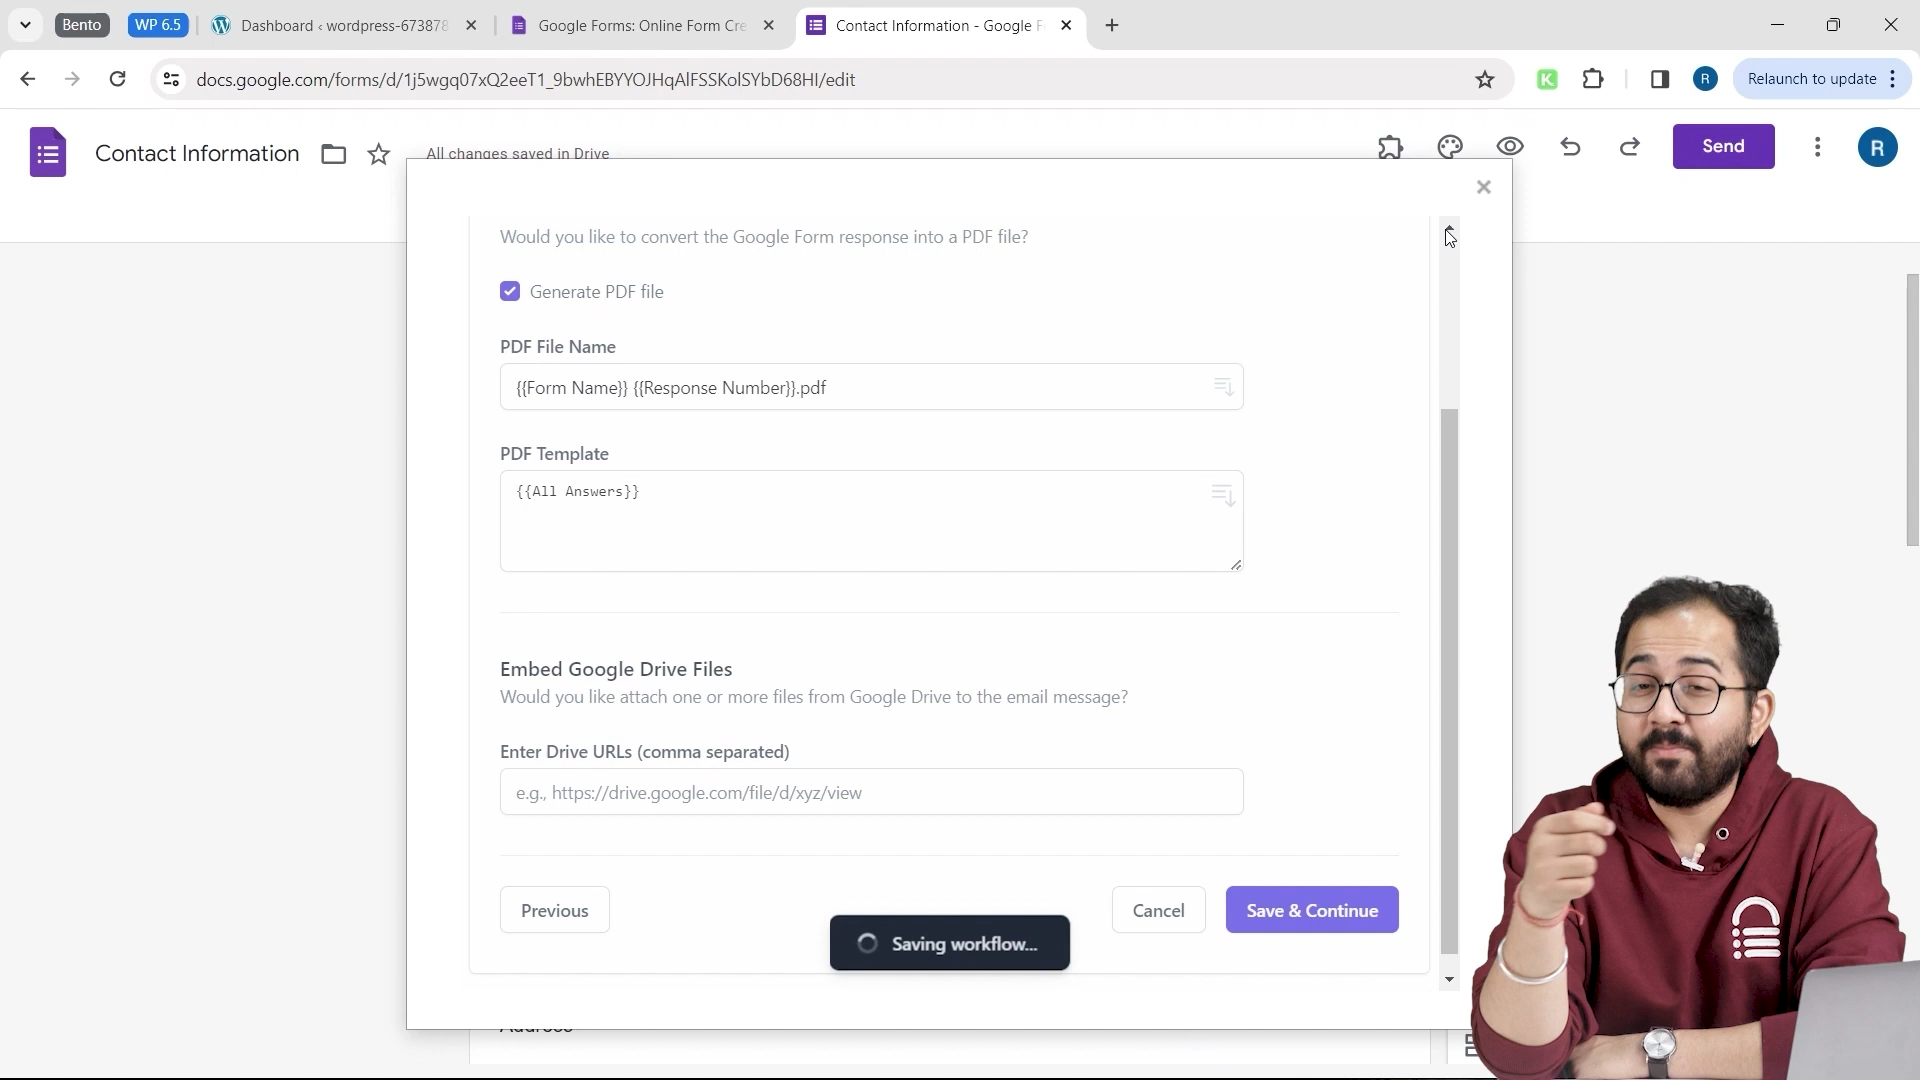 Bento
WP 6.5
Dashboard ‹ wordpress-673878
Google Forms: Online Form Cre
Contact Information - Google F
docs.google.com/forms/d/1j5wgq07xQ2eeT1_9bwhEBYYOJHqAlFSSKolSYbD68HI/edit
K
R
Relaunch to update
Contact Information
All changes saved in Drive
Send
R
Would you like to convert the Google Form response into a PDF file?
Generate PDF file
PDF File Name
{{Form Name}} {{Response Number}}.pdf
PDF Template
{{All Answers}}
Embed Google Drive Files
Would you like attach one or more files from Google Drive to the email message?
Enter Drive URLs (comma separated)
e.g., https://drive.google.com/file/d/xyz/view
Previous
Cancel
Save & Continue
Saving workflow...
Address